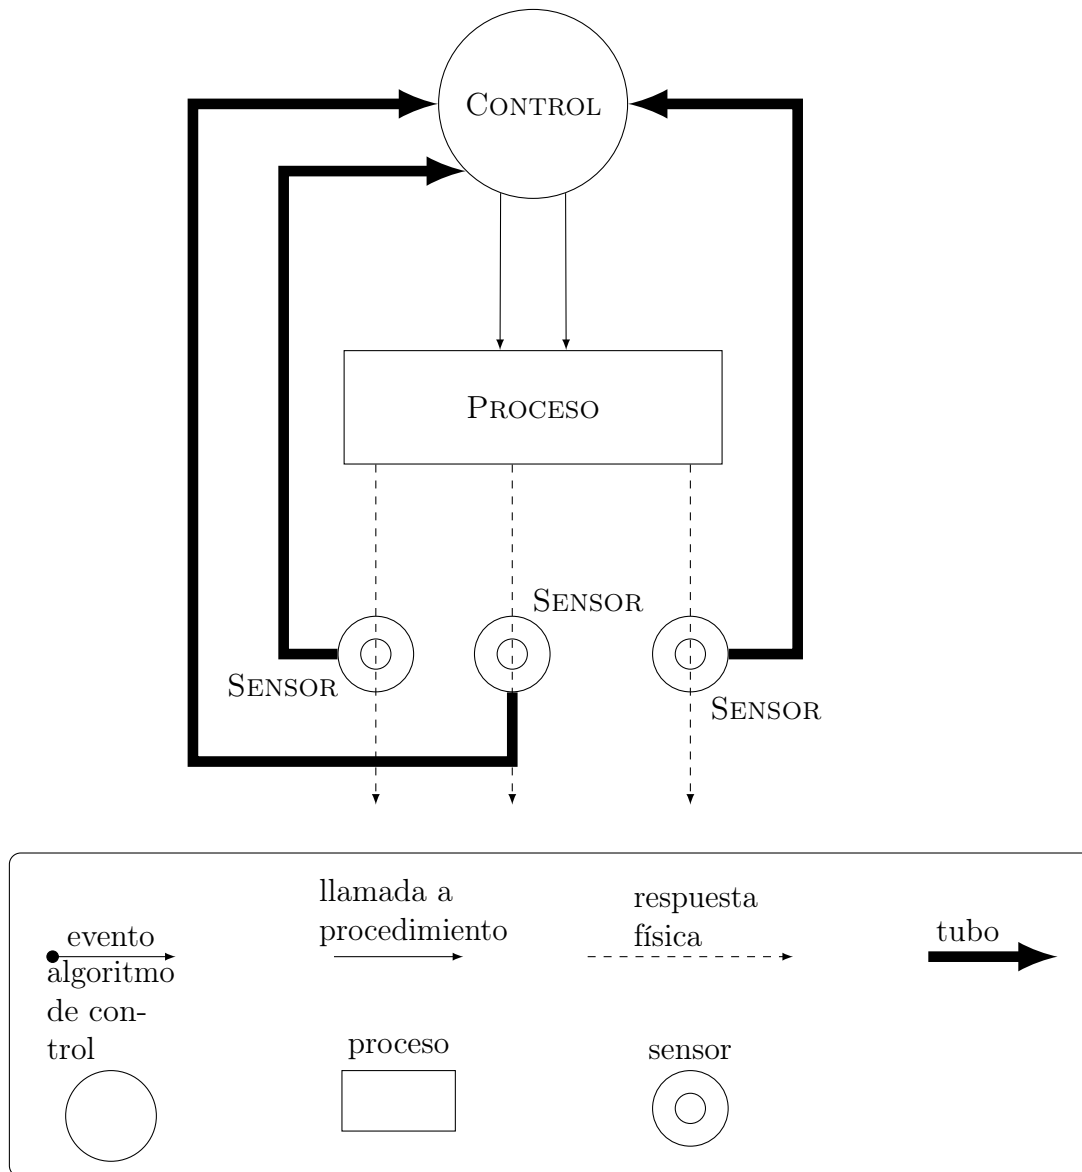 CONTROL
PROCESO
SENSOR
SENSOR
SENSOR
llamada a
procedimiento
respuesta
física
evento
tubo
algoritmo
de con-
trol
proceso
sensor